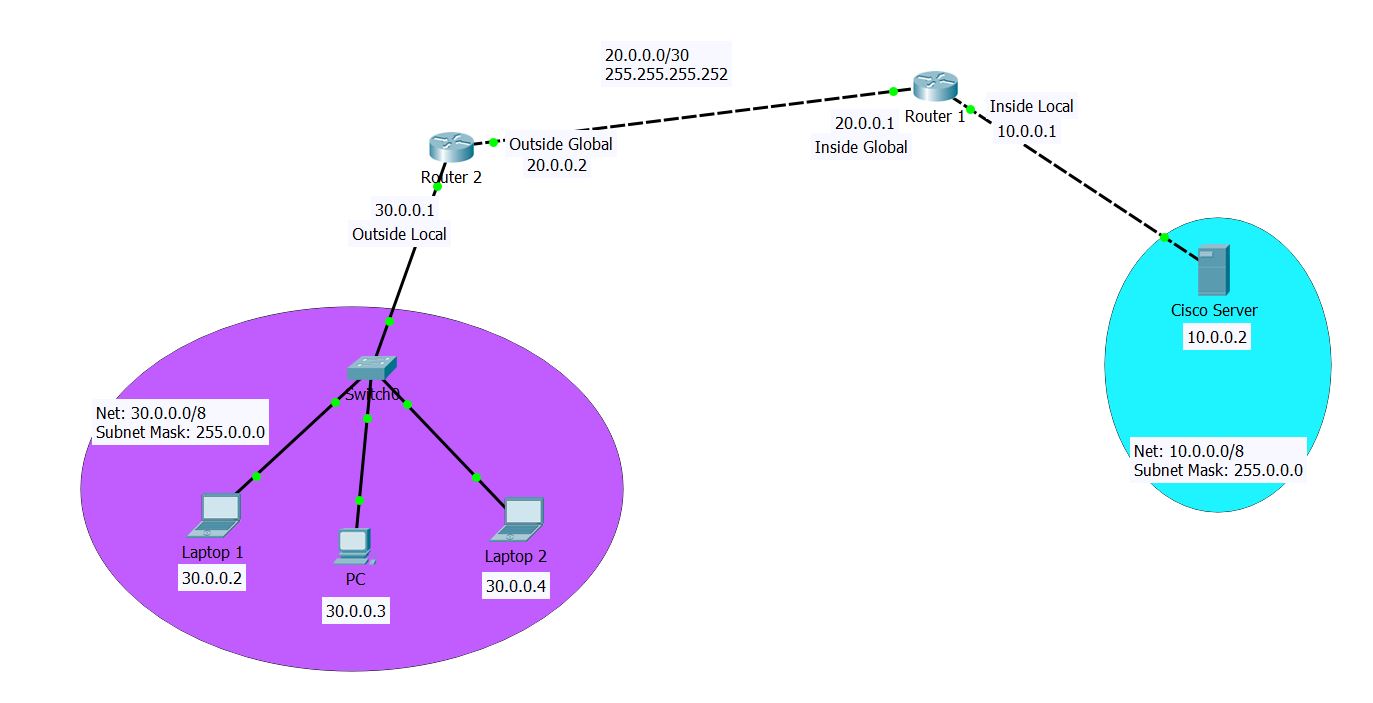 20.0.0.0/30
255.255.255.252
Router 1
Inside Local
10.0.0.1
20.0.0.1
Inside Global
Outside Global
20.0.0.2
Router 2
30.0.0.1
Outside Local
Cisco Server
10.0.0.2
Switch0
Net: 30.0.0.0/8
Subnet Mask: 255.0.0.0
Net: 10.0.0.0/8
Subnet Mask: 255.0.0.0
Laptop 1
30.0.0.2
PC
30.0.0.3
Laptop 2
30.0.0.4